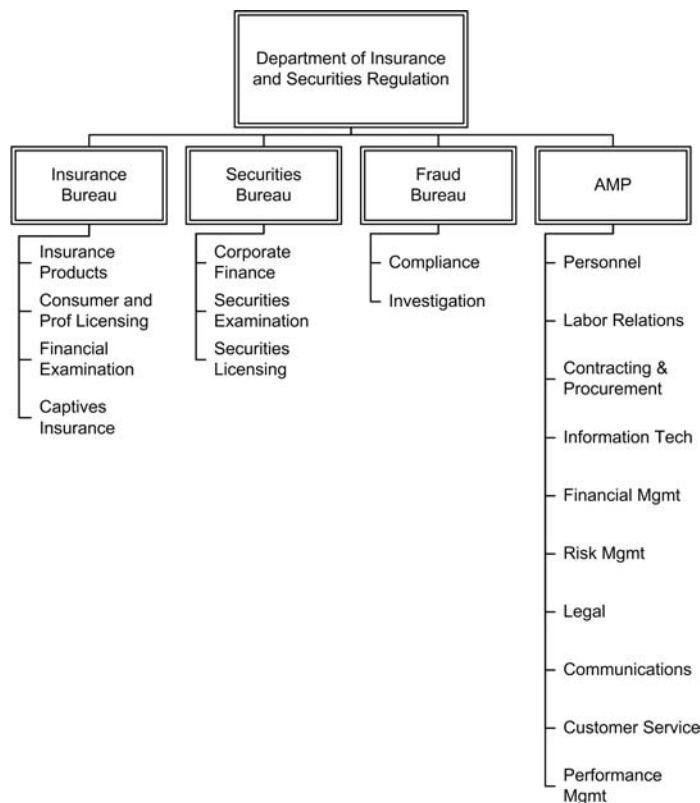 Department of Insurance
and Securities Regulation
Insurance
Bureau
Securities
Bureau
Fraud
Bureau
AMP
Insurance
Products
Consumer and
Prof Licensing
Financial
Examination
Captives
Insurance
Corporate
Finance
Securities
Examination
Securities
Licensing
Compliance
Investigation
Personnel
Labor Relations
Contracting &
Procurement
Information Tech
Financial Mgmt
Risk Mgmt
Legal
Communications
Customer Service
Performance
Mgmt